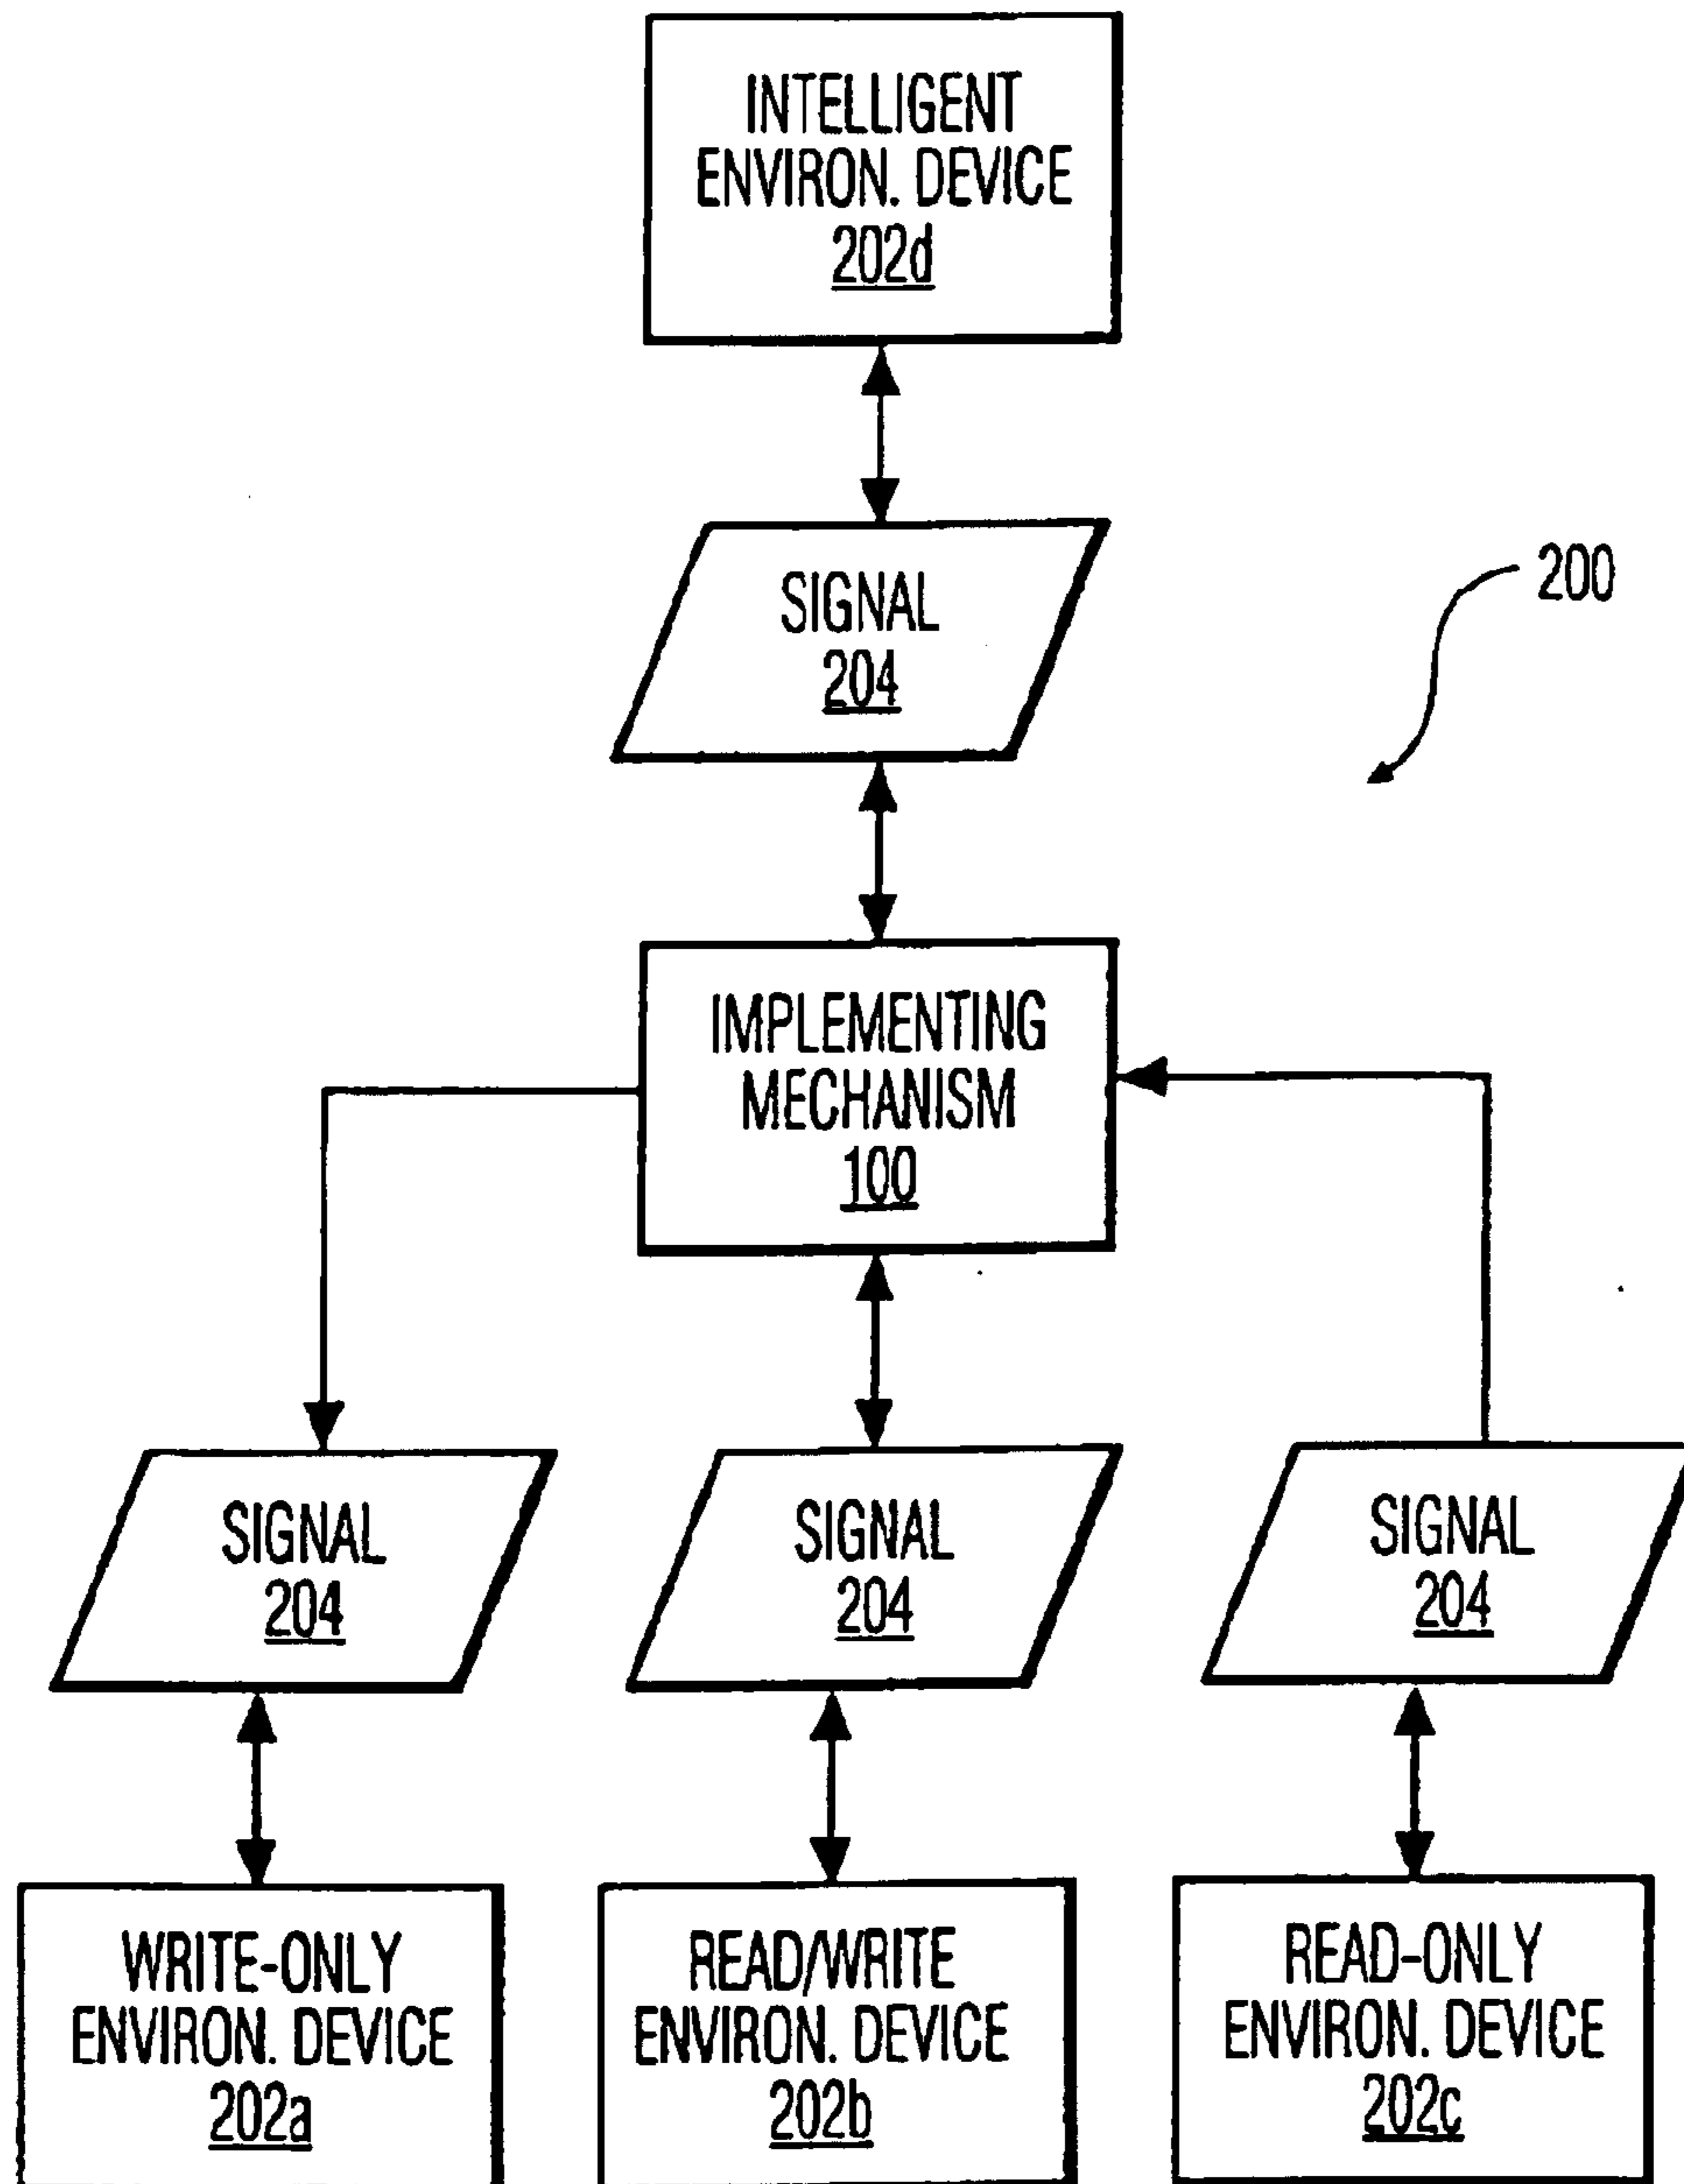 INTELLIGENT
ENVIRON. DEVICE
202d
SIGNAL
204
200
IMPLEMENTING
MECHANISM
100
SIGNAL
204
SIGNAL
204
SIGNAL
204
WRITE-ONLY
ENVIRON. DEVICE
202a
READ/WRITE
ENVIRON. DEVICE
202b
READ-ONLY
ENVIRON. DEVICE
202c